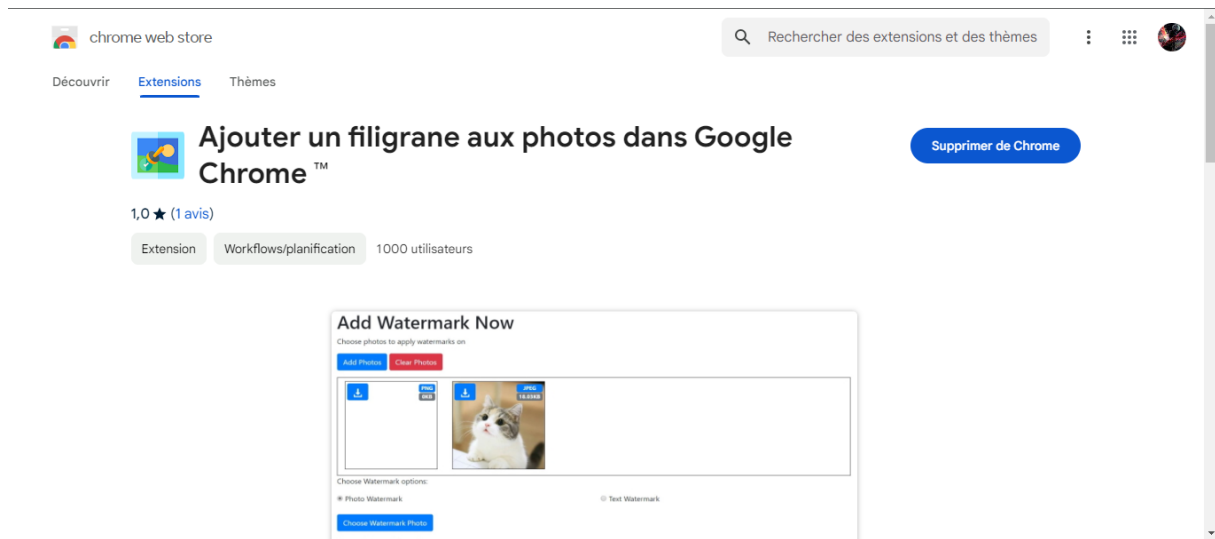 chrome web store
Rechercher des extensions et des thèmes
Découvrir
Extensions
Thèmes
Ajouter un filigrane aux photos dans Google
Chrome ™
Supprimer de Chrome
1,0 ★ (1 avis)
Extension
Workflows/planification
1000 utilisateurs
Add Watermark Now
Choose photos to apply watermarks on
Add Photos
Clear Photos
PNG
8KB
JPEG
18.03KB
Choose Watermark options:
Photo Watermark
Text Watermark
Choose Watermark Photo